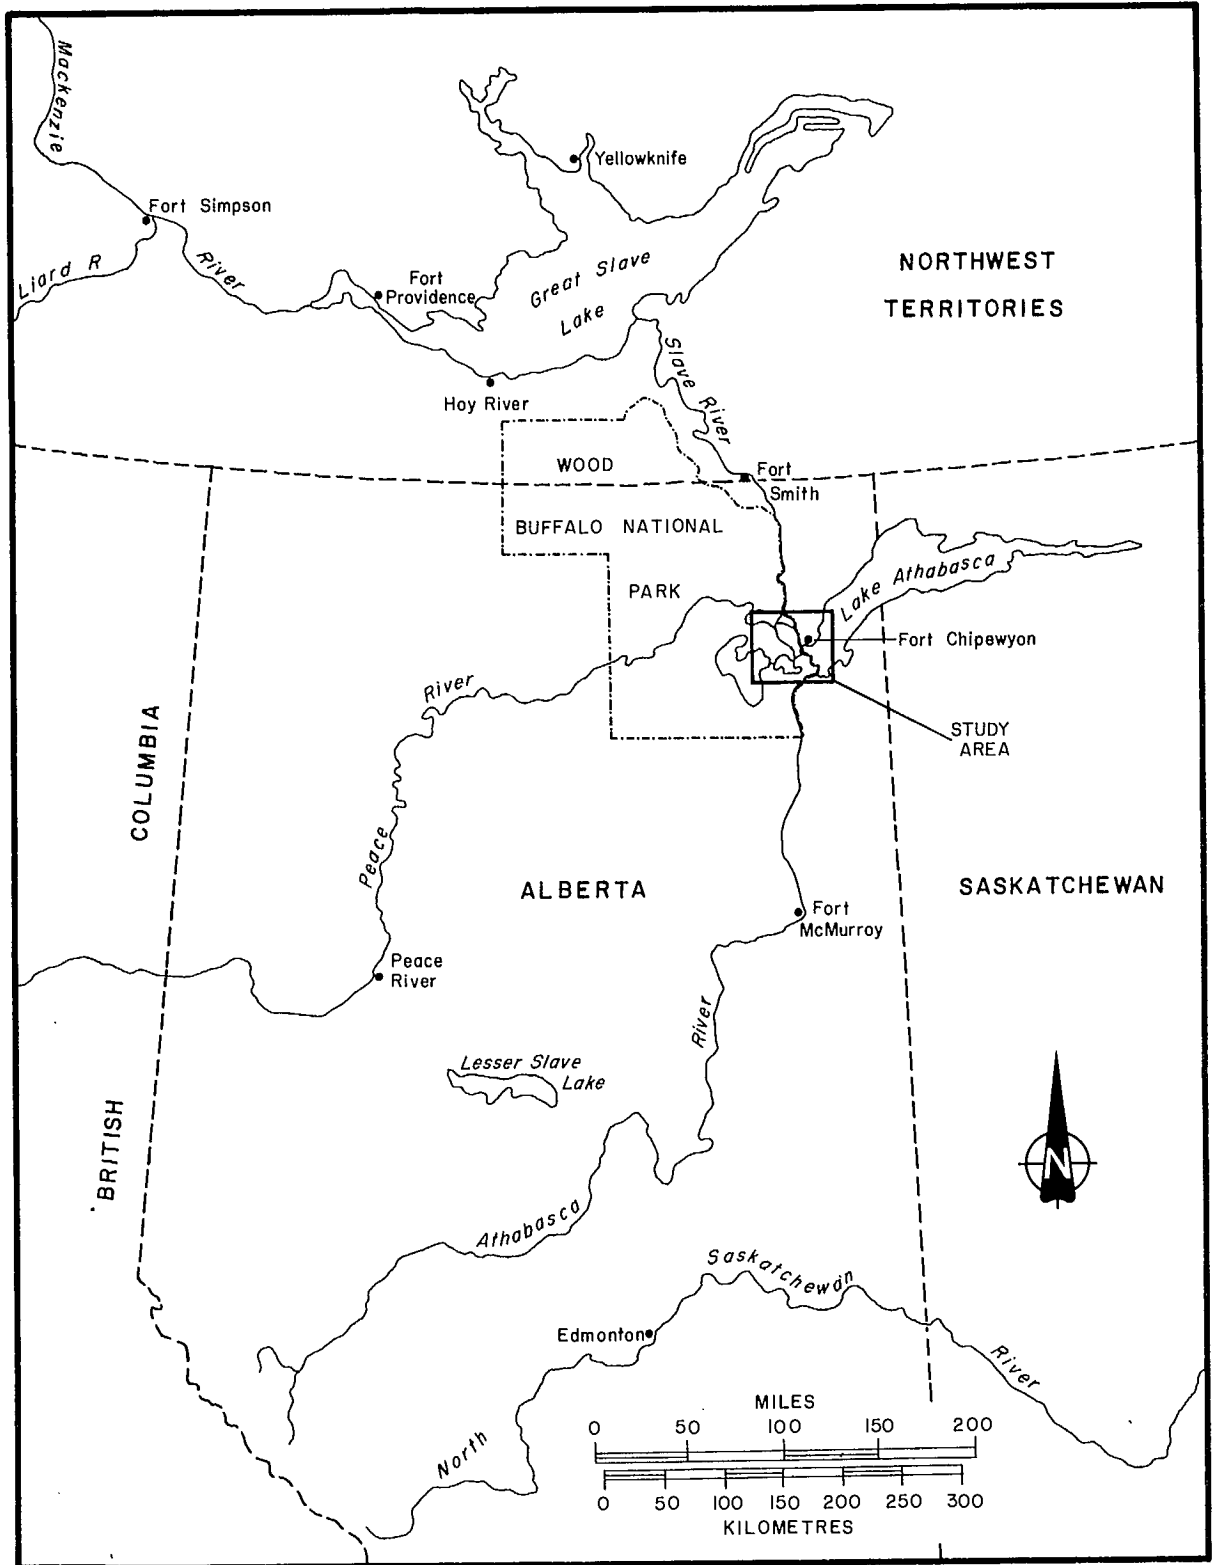 Mackenzie
Yellowknife
Fort Simpson
Liard R
River
Fort
Providence
Great Slave
Lake
NORTHWEST
TERRITORIES
Slave River
Hoy River
WOOD
Fort
Smith
BUFFALO NATIONAL
PARK
Lake Athabasca
Fort Chipewyon
River
STUDY
AREA
COLUMBIA
Peace
ALBERTA
SASKATCHEWAN
Fort
McMurroy
Peace
River
River
Lesser Slave
Lake
BRITISH
N
Athabasca
Saskatchewan
Edmonton
River
North
MILES
0 50 100 150 200
0 50 100 150 200 250 300
KILOMETRES